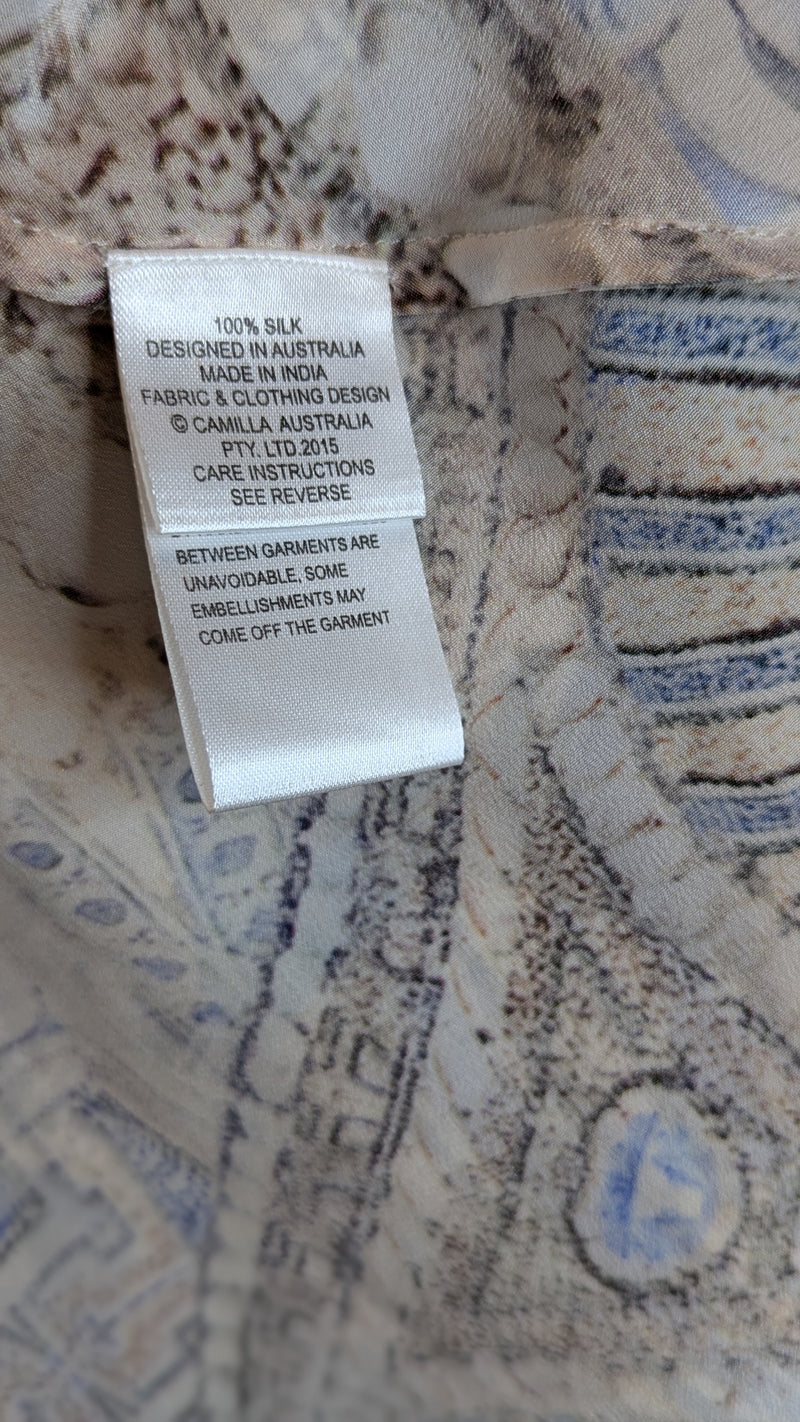 100% SILK
DESIGNED IN AUSTRALIA
MADE IN INDIA
FABRIC & CLOTHING DESIGN
© CAMILLA AUSTRALIA
PTY. LTD.2015
CARE INSTRUCTIONS
SEE REVERSE
BETWEEN GARMENTS ARE
UNAVOIDABLE, SOME
EMBELLISHMENTS MAY
COME OFF THE GARMENT